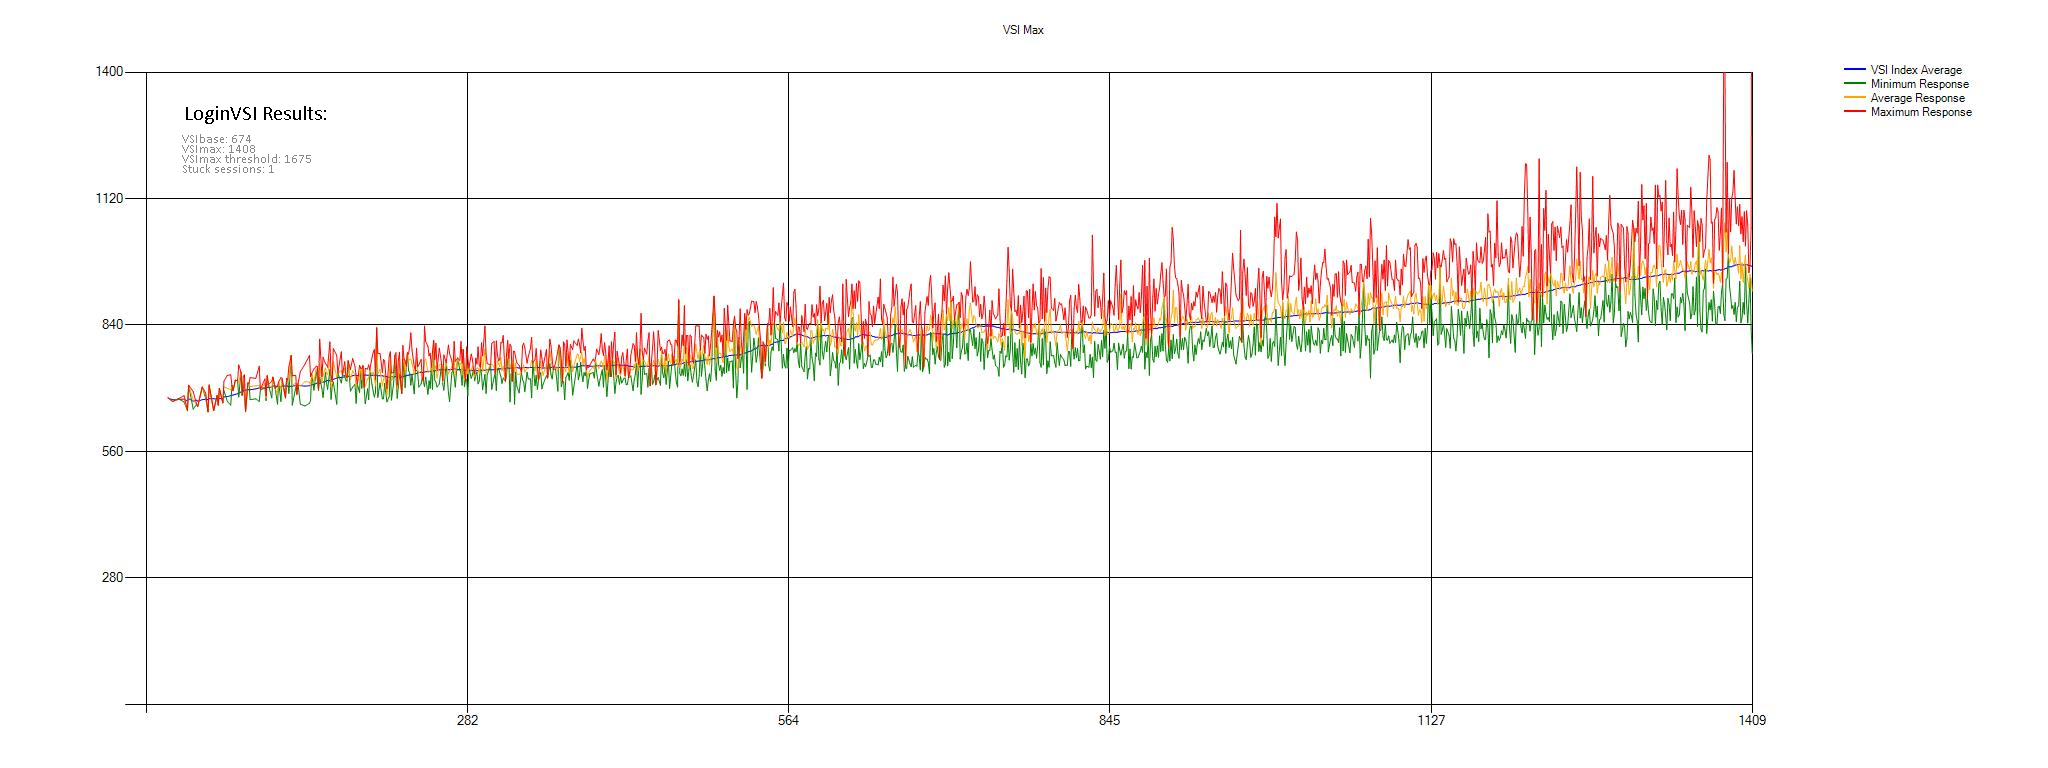 VSI Max
1400
1120
840
560
280
LoginVSI Results:
VSIbase: 674
VSImax: 1408
VSImax threshold: 1675
Stuck sessions: 1
VSI Index Average
Minimum Response
Average Response
Maximum Response
282
564
845
1127
1409